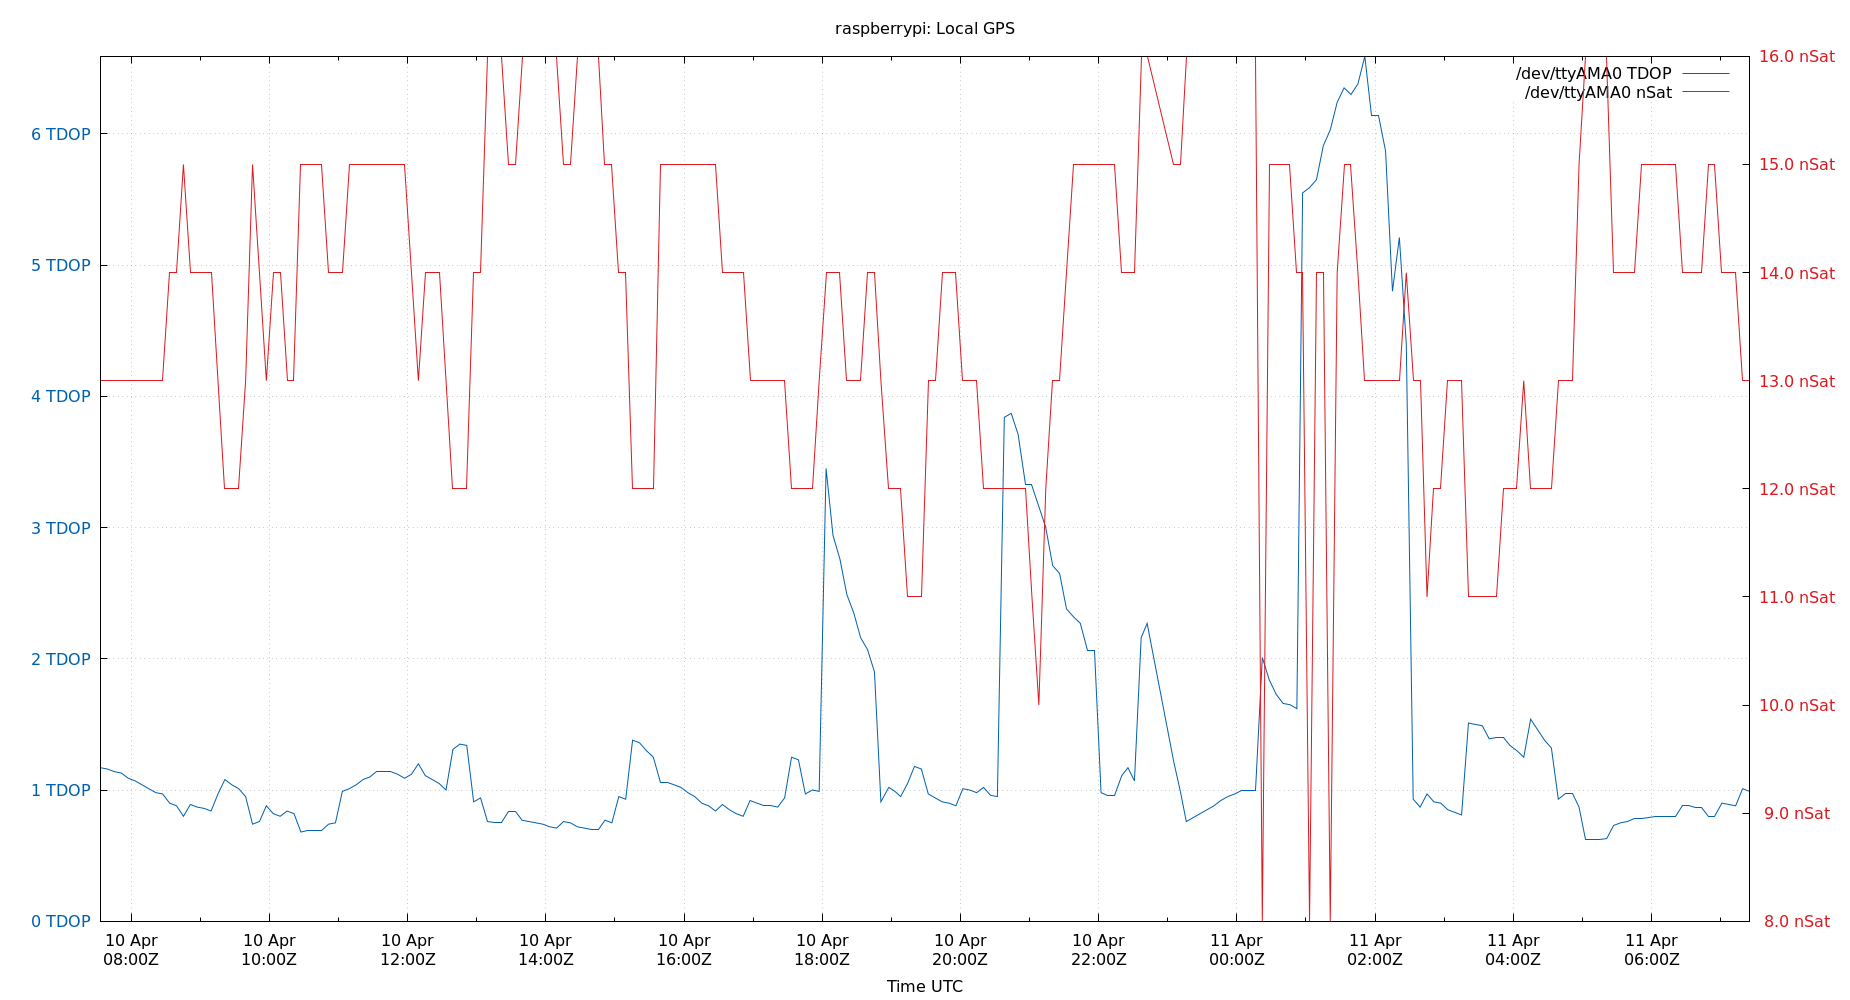 raspberrypi: Local GPS
/dev/ttyAMA0 TDOP
/dev/ttyAMA0 nSat
6 TDOP
5 TDOP
4 TDOP
3 TDOP
2 TDOP
1 TDOP
0 TDOP
16.0 nSat
15.0 nSat
14.0 nSat
13.0 nSat
12.0 nSat
11.0 nSat
10.0 nSat
9.0 nSat
8.0 nSat
10 Apr
08:00Z
10 Apr
10:00Z
10 Apr
12:00Z
10 Apr
14:00Z
10 Apr
16:00Z
10 Apr
18:00Z
10 Apr
20:00Z
10 Apr
22:00Z
11 Apr
00:00Z
11 Apr
02:00Z
11 Apr
04:00Z
11 Apr
06:00Z
Time UTC